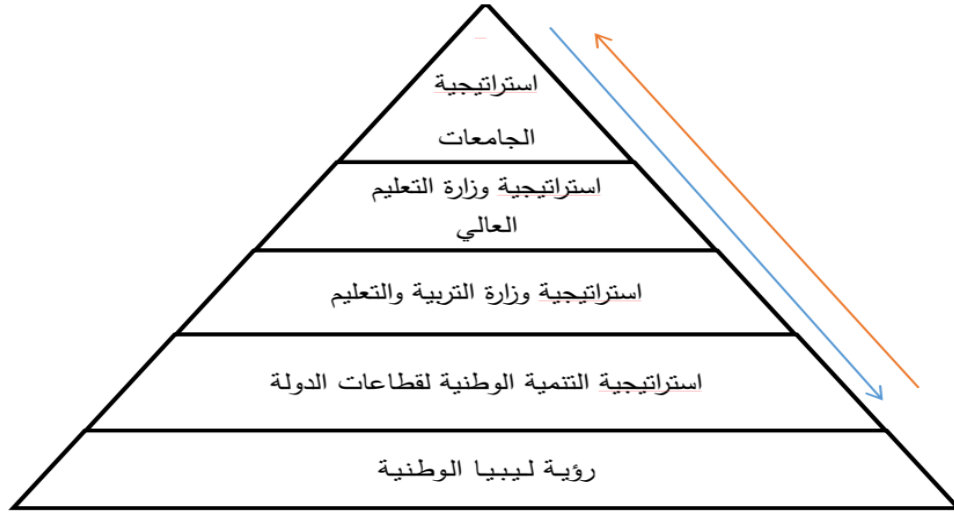 استراتيجية
الجامعات
استراتيجية وزارة التعليم
العالي
استراتيجية وزارة التربية والتعليم
استراتيجية التنمية الوطنية لقطاعات الدولة
رؤية ليبيا الوطنية